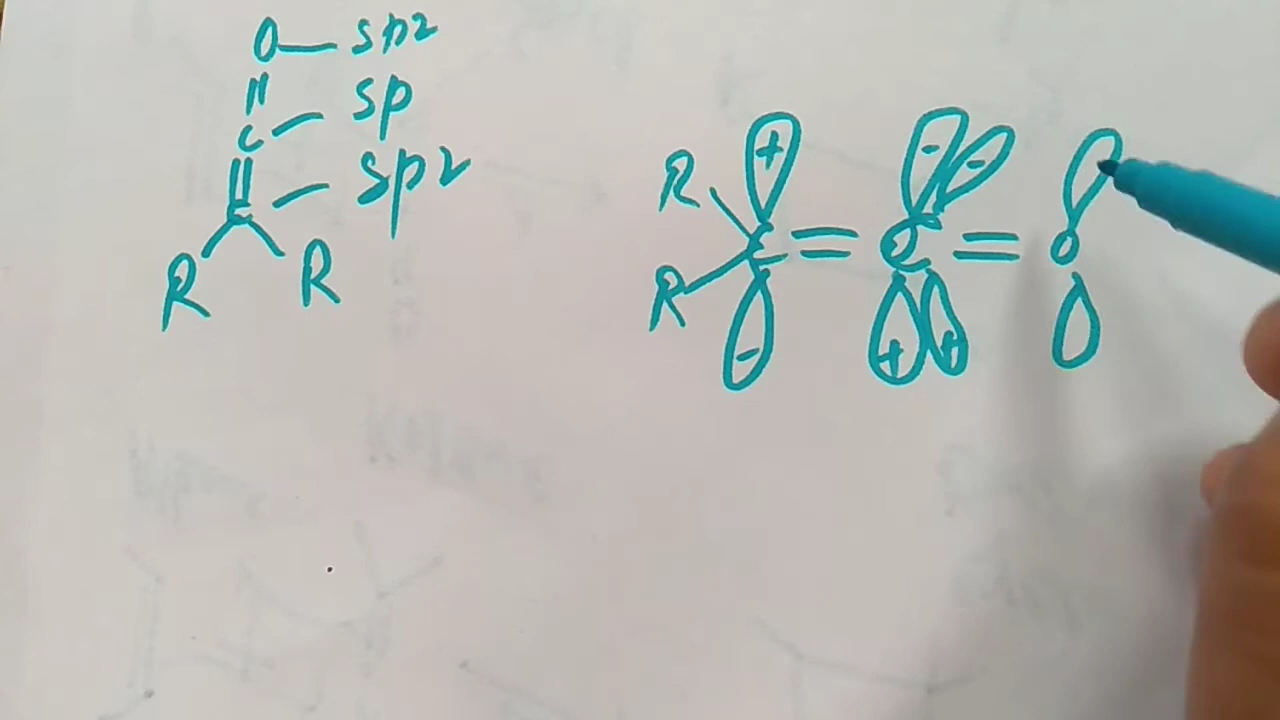 O — sp2
||
C — sp
||
C — sp2
R R
+ - -
R
C = C = O
R
- + +